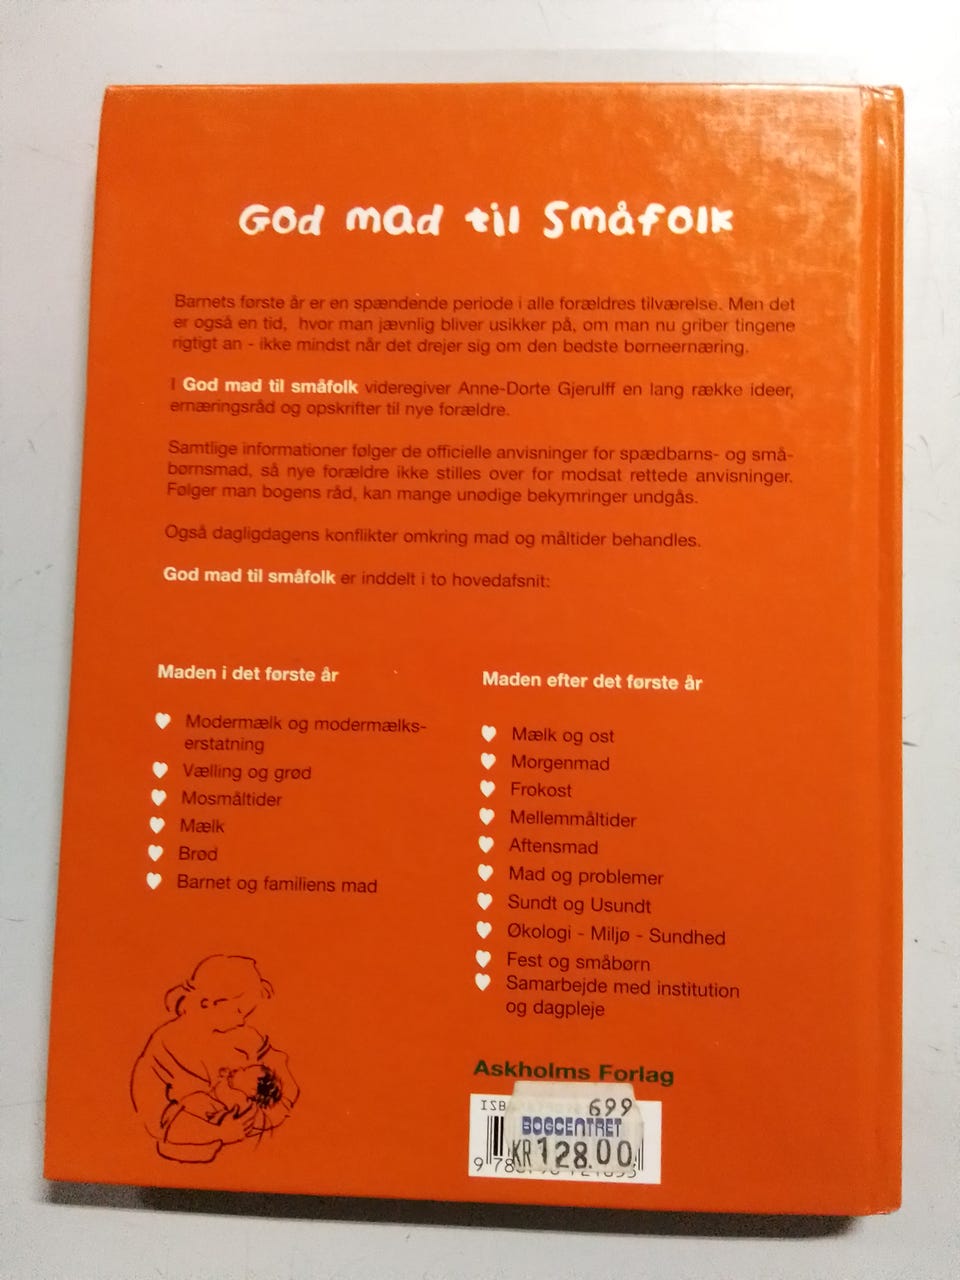 God mad til Småfolk
Barnets første år er en spændende periode i alle forældres tilværelse. Men det
er også en tid, hvor man jævnlig bliver usikker på, om man nu griber tingene
rigtigt an - ikke mindst når det drejer sig om den bedste børneernæring.
I God mad til småfolk videregiver Anne-Dorte Gjerulff en lang række ideer,
ernæringsråd og opskrifter til nye forældre.
Samtlige informationer følger de officielle anvisninger for spædbarns- og små-
børnsmad, så nye forældre ikke stilles over for modsat rettede anvisninger.
Følger man bogens råd, kan mange unødige bekymringer undgås.
Også dagligdagens konflikter omkring mad og måltider behandles.
God mad til småfolk er inddelt i to hovedafsnit:
Maden i det første år
Modermælk og modermælks-
erstatning
Vælling og grød
Mosmåltider
Mælk
Brød
Barnet og familiens mad
Maden efter det første år
Mælk og ost
Morgenmad
Frokost
Mellemmåltider
Aftensmad
Mad og problemer
Sundt og Usundt
Økologi - Miljø - Sundhed
Fest og småbørn
Samarbejde med institution
og dagpleje
Askholms Forlag
699
BOGCENTRET
KR 128.00